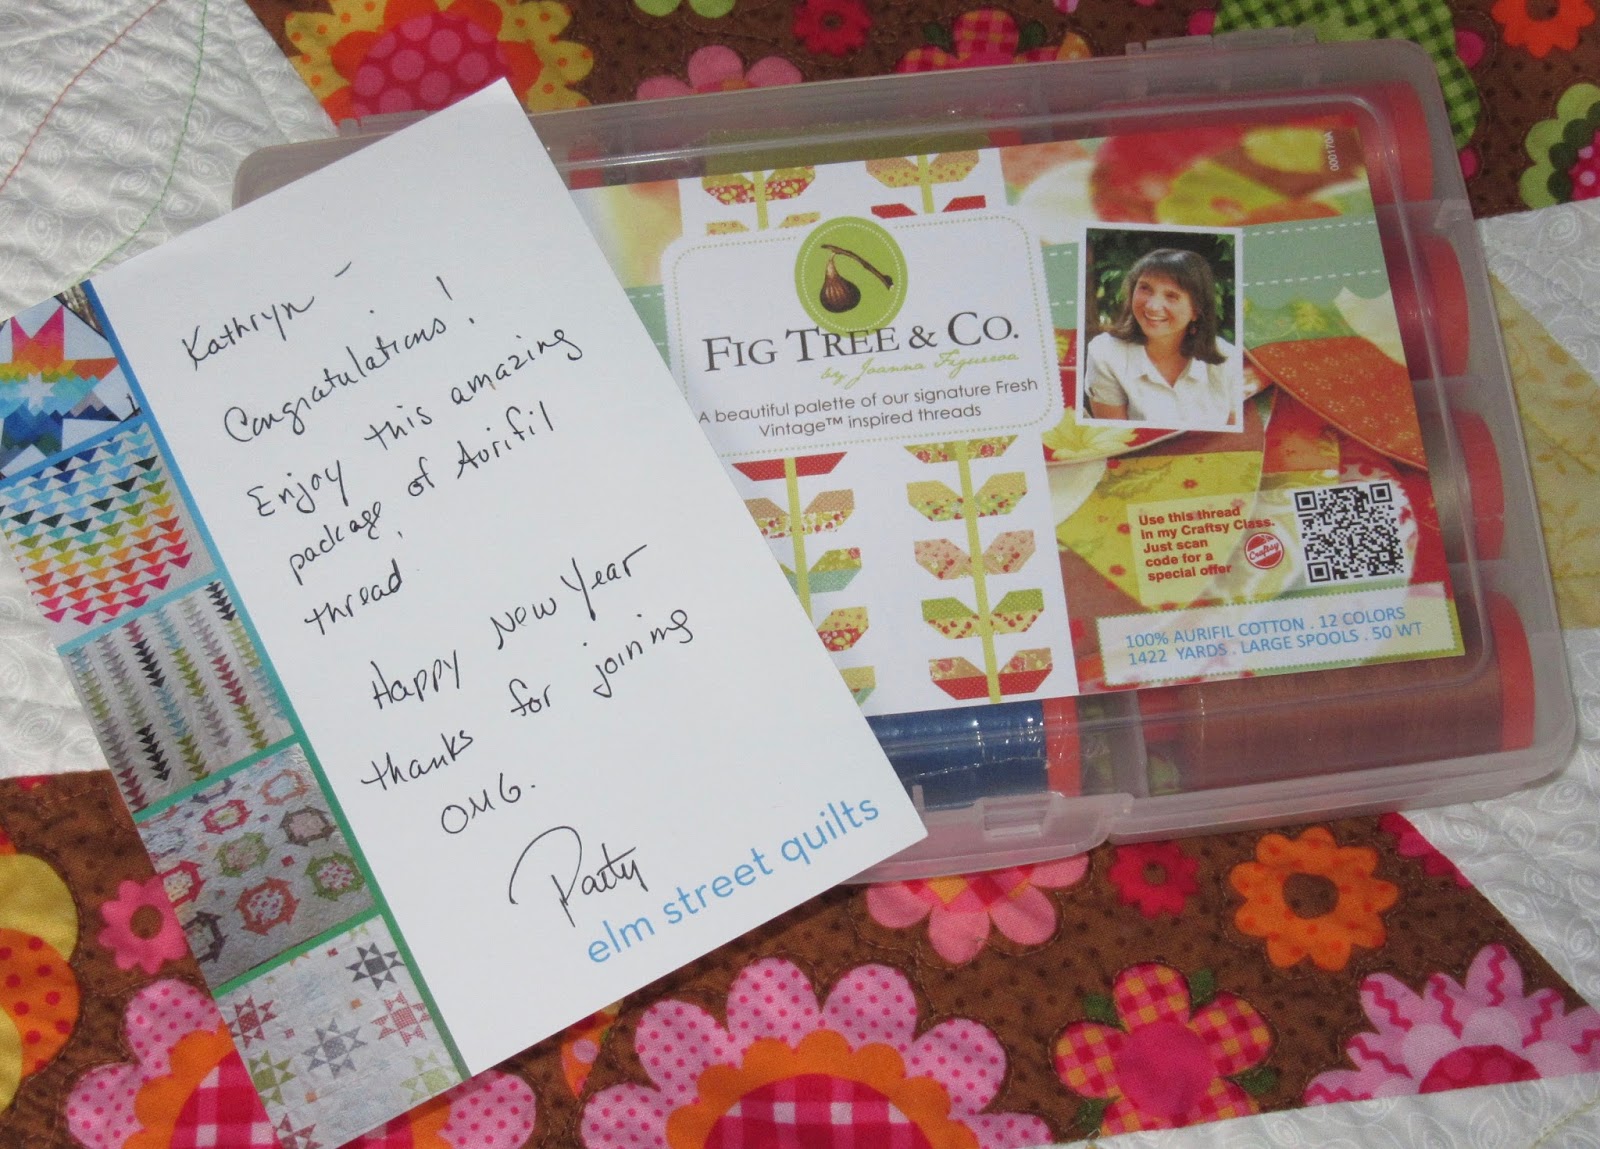 Kathryn -
Congratulations!
Enjoy this amazing
package of Aurifil
thread.
Happy New Year
thanks for joining
OMG.
Patty
elm street quilts
FIG TREE & CO.
by Joanna Figueroa
A beautiful palette of our signature Fresh
Vintage™ inspired threads
Use this thread
in my Craftsy Class.
Just scan
code for a
special offer
Craftsy
100% AURIFIL COTTON . 12 COLORS
1422 YARDS . LARGE SPOOLS . 50 WT